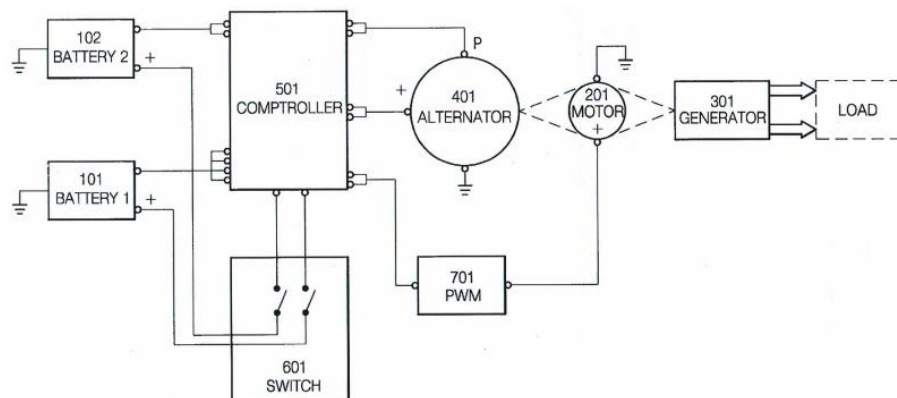 102
BATTERY 2
+
501
COMPTROLLER
P
+
401
ALTERNATOR
201
MOTOR
+
301
GENERATOR
LOAD
101
BATTERY 1
+
701
PWM
601
SWITCH